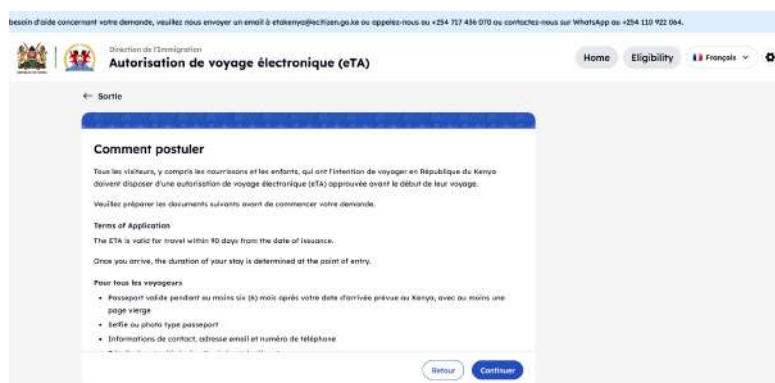 besoin d'aide concernant votre demande, veuillez nous envoyer un email à etakenya@ecitizen.go.ke ou appelez-nous au +254 717 436 070 ou contactez-nous sur WhatsApp au +254 110 922 064.
Direction de l'Immigration
Autorisation de voyage électronique (eTA)
Home
Eligibility
Français
← Sortie
Comment postuler
Tous les visiteurs, y compris les nourrissons et les enfants, qui ont l'intention de voyager en République du Kenya
doivent disposer d'une autorisation de voyage électronique (eTA) approuvée avant le début de leur voyage.
Veuillez préparer les documents suivants avant de commencer votre demande.
Terms of Application
The ETA is valid for travel within 90 days from the date of issuance.
Once you arrive, the duration of your stay is determined at the point of entry.
Pour tous les voyageurs
• Passeport valide pendant au moins six (6) mois après votre date d'arrivée prévue au Kenya, avec au moins une
page vierge
• Selfie ou photo type passeport
• Informations de contact, adresse email et numéro de téléphone
Retour
Continuer